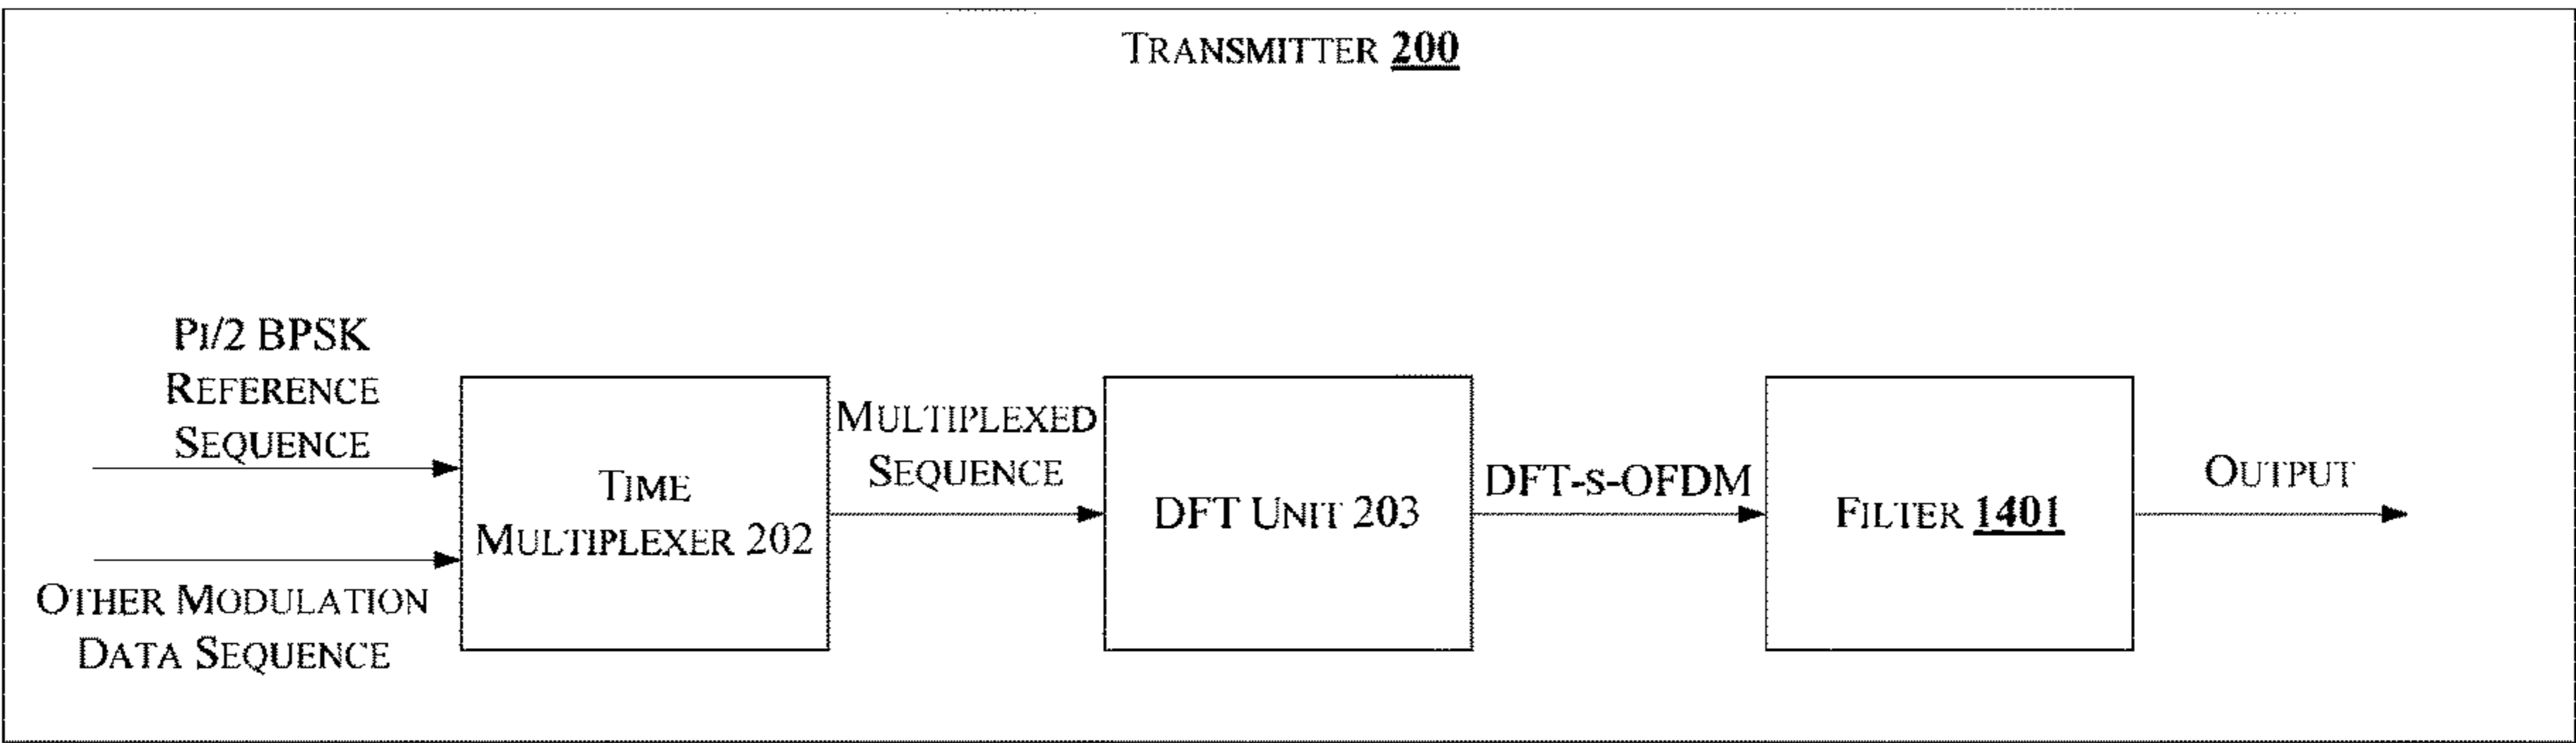 TRANSMITTER 200
PI/2 BPSK
REFERENCE
SEQUENCE
OTHER MODULATION
DATA SEQUENCE
TIME
MULTIPLEXER 202
MULTIPLEXED
SEQUENCE
DFT UNIT 203
DFT-S-OFDM
FILTER 1401
OUTPUT